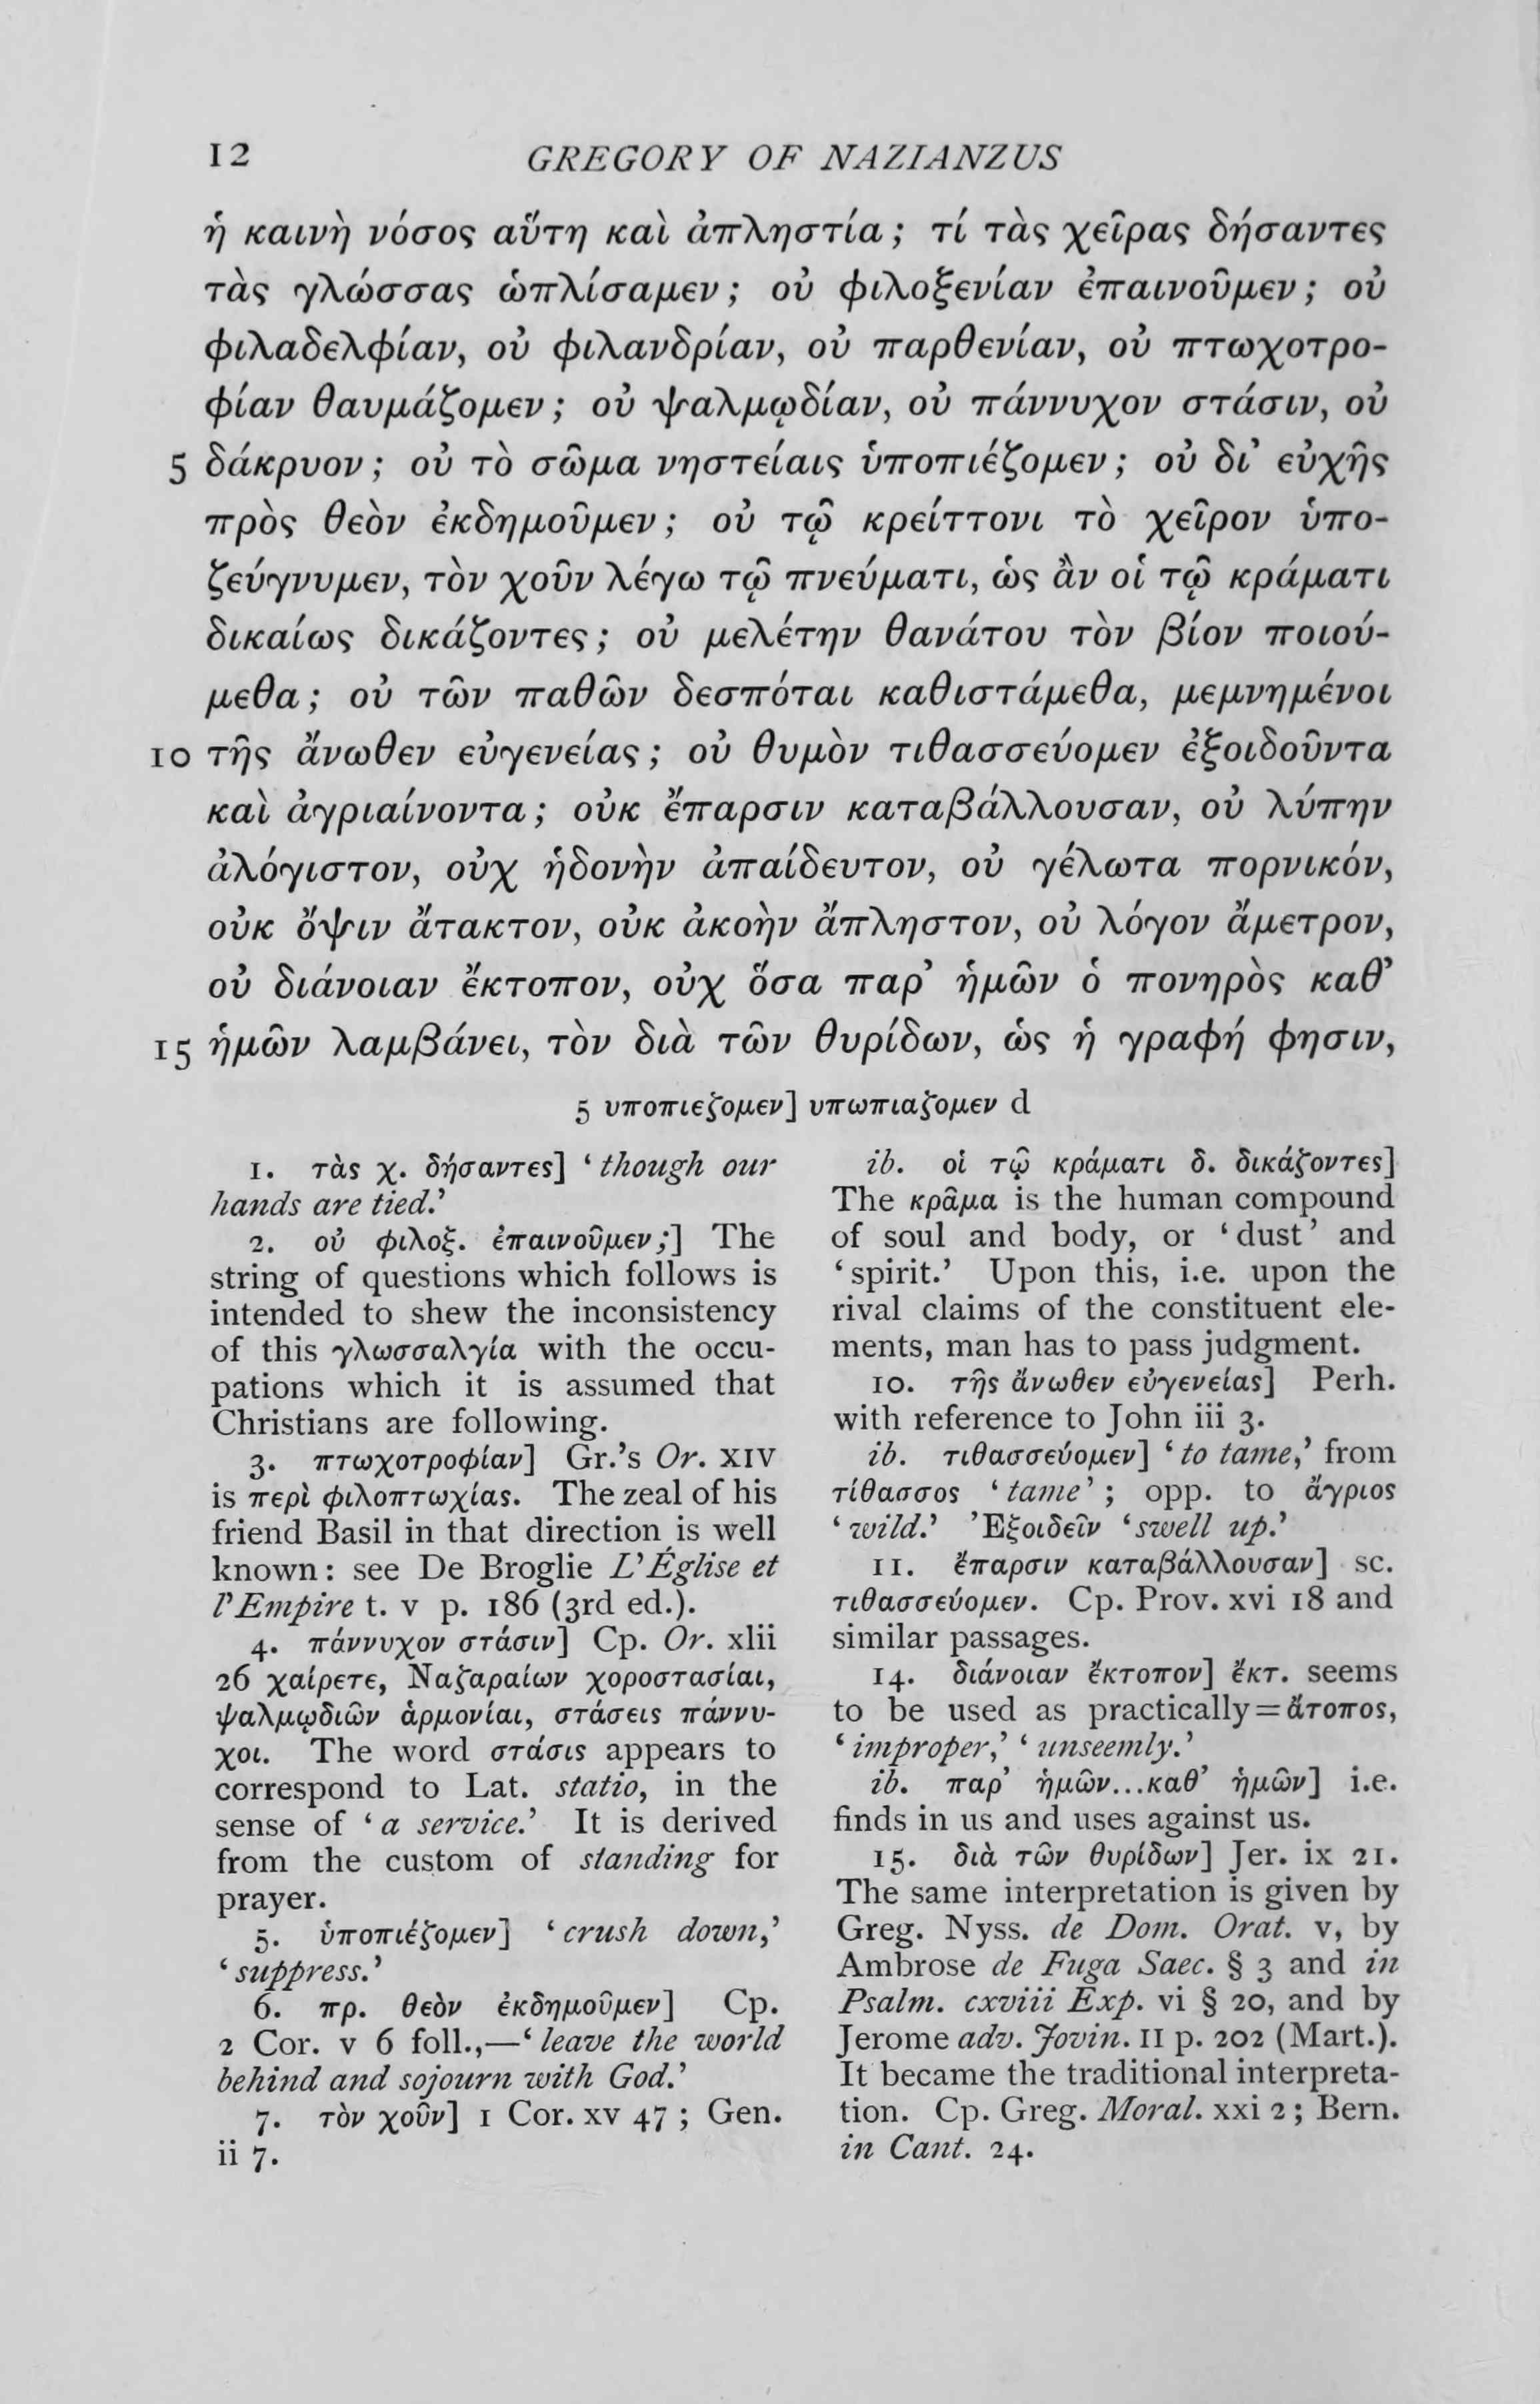 12 GREGORY OF NAZIANZUS
ἡ καινὴ νόσος αὕτη καὶ ἀπληστία; τί τὰς χεῖρας δήσαντες
τὰς γλώσσας ὡπλίσαμεν; οὐ φιλοξενίαν ἐπαινοῦμεν; οὐ
φιλαδελφίαν, οὐ φιλανδρίαν, οὐ παρθενίαν, οὐ πτωχοτρο-
φίαν θαυμάζομεν; οὐ ψαλμῳδίαν, οὐ πάννυχον στάσιν, οὐ
5 δάκρυον; οὐ τὸ σῶμα νηστείαις ὑποπιέζομεν; οὐ δι’ εὐχῆς
πρὸς θεὸν ἐκδημοῦμεν; οὐ τῷ κρείττονι τὸ χεῖρον ὑπο-
ζεύγνυμεν, τὸν χοῦν λέγω τῷ πνεύματι, ὡς ἂν οἱ τῷ κράματι
δικαίως δικάζοντες; οὐ μελέτην θανάτου τὸν βίον ποιού-
μεθα; οὐ τῶν παθῶν δεσπόται καθιστάμεθα, μεμνημένοι
10 τῆς ἄνωθεν εὐγενείας; οὐ θυμὸν τιθασσεύομεν ἐξοιδοῦντα
καὶ ἀγριαίνοντα; οὐκ ἔπαρσιν καταβάλλουσαν, οὐ λύπην
ἀλόγιστον, οὐχ ἡδονὴν ἀπαίδευτον, οὐ γέλωτα πορνικόν,
οὐκ ὄψιν ἄτακτον, οὐκ ἀκοὴν ἄπληστον, οὐ λόγον ἄμετρον,
οὐ διάνοιαν ἔκτοπον, οὐχ ὅσα παρ’ ἡμῶν ὁ πονηρὸς καθ’
15 ἡμῶν λαμβάνει, τὸν διὰ τῶν θυρίδων, ὡς ἡ γραφή φησιν,
5 υποπιεζομεν] υπωπιαζομεν d
1. τὰς χ. δήσαντες] ‘though our
hands are tied.’
2. οὐ φιλοξ. ἐπαινοῦμεν;] The
string of questions which follows is
intended to shew the inconsistency
of this γλωσσαλγία with the occu-
pations which it is assumed that
Christians are following.
3. πτωχοτροφίαν] Gr.’s Or. XIV
is περὶ φιλοπτωχίας. The zeal of his
friend Basil in that direction is well
known: see De Broglie L’Église et
l’Empire t. v p. 186 (3rd ed.).
4. πάννυχον στάσιν] Cp. Or. xlii
26 χαίρετε, Ναζαραίων χοροστασίαι,
ψαλμῳδιῶν ἁρμονίαι, στάσεις πάννυ-
χοι. The word στάσις appears to
correspond to Lat. statio, in the
sense of ‘a service.’ It is derived
from the custom of standing for
prayer.
5. ὑποπιέζομεν] ‘crush down,’
‘suppress.’
6. πρ. θεὸν ἐκδημοῦμεν] Cp.
2 Cor. v 6 foll.,—‘leave the world
behind and sojourn with God.’
7. τὸν χοῦν] 1 Cor. xv 47; Gen.
ii 7.
ib. οἱ τῷ κράματι δ. δικάζοντες]
The κρᾶμα is the human compound
of soul and body, or ‘dust’ and
‘spirit.’ Upon this, i.e. upon the
rival claims of the constituent ele-
ments, man has to pass judgment.
10. τῆς ἄνωθεν εὐγενείας] Perh.
with reference to John iii 3.
ib. τιθασσεύομεν] ‘to tame,’ from
τίθασσος ‘tame’; opp. to ἄγριος
‘wild.’ Ἐξοιδεῖν ‘swell up.’
11. ἔπαρσιν καταβάλλουσαν] sc.
τιθασσεύομεν. Cp. Prov. xvi 18 and
similar passages.
14. διάνοιαν ἔκτοπον] ἔκτ. seems
to be used as practically=ἄτοπος,
‘improper,’ ‘unseemly.’
ib. παρ’ ἡμῶν...καθ’ ἡμῶν] i.e.
finds in us and uses against us.
15. διὰ τῶν θυρίδων] Jer. ix 21.
The same interpretation is given by
Greg. Nyss. de Dom. Orat. v, by
Ambrose de Fuga Saec. § 3 and in
Psalm. cxviii Exp. vi § 20, and by
Jerome adv. Jovin. II p. 202 (Mart.).
It became the traditional interpreta-
tion. Cp. Greg. Moral. xxi 2; Bern.
in Cant. 24.